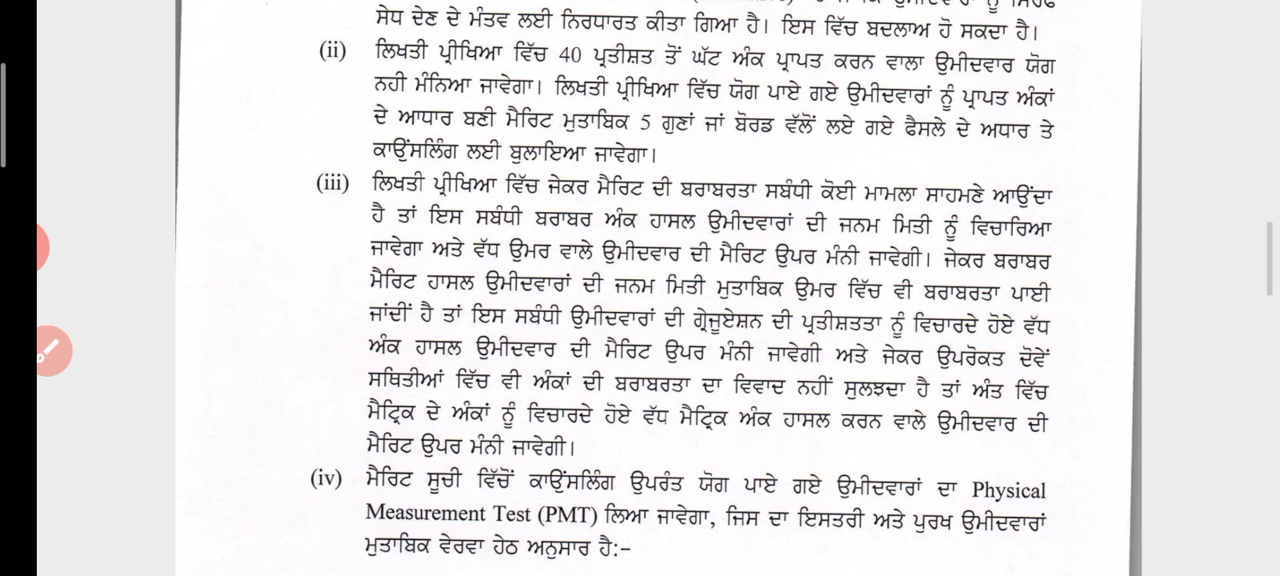 ਸੇਧ ਦੇਣ ਦੇ ਮੰਤਵ ਲਈ ਨਿਰਧਾਰਤ ਕੀਤਾ ਗਿਆ ਹੈ। ਇਸ ਵਿੱਚ ਬਦਲਾਅ ਹੋ ਸਕਦਾ ਹੈ।
(ii) ਲਿਖਤੀ ਪ੍ਰੀਖਿਆ ਵਿੱਚ 40 ਪ੍ਰਤੀਸ਼ਤ ਤੋਂ ਘੱਟ ਅੰਕ ਪ੍ਰਾਪਤ ਕਰਨ ਵਾਲਾ ਉਮੀਦਵਾਰ ਯੋਗ
ਨਹੀ ਮੰਨਿਆ ਜਾਵੇਗਾ। ਲਿਖਤੀ ਪ੍ਰੀਖਿਆ ਵਿੱਚ ਯੋਗ ਪਾਏ ਗਏ ਉਮੀਦਵਾਰਾਂ ਨੂੰ ਪ੍ਰਾਪਤ ਅੰਕਾਂ
ਦੇ ਆਧਾਰ ਬਣੀ ਮੈਰਿਟ ਮੁਤਾਬਿਕ 5 ਗੁਣਾਂ ਜਾਂ ਬੋਰਡ ਵੱਲੋਂ ਲਏ ਗਏ ਫੈਸਲੇ ਦੇ ਅਧਾਰ ਤੇ
ਕਾਉਂਸਲਿੰਗ ਲਈ ਬੁਲਾਇਆ ਜਾਵੇਗਾ।
(iii) ਲਿਖਤੀ ਪ੍ਰੀਖਿਆ ਵਿੱਚ ਜੇਕਰ ਮੈਰਿਟ ਦੀ ਬਰਾਬਰਤਾ ਸਬੰਧੀ ਕੋਈ ਮਾਮਲਾ ਸਾਹਮਣੇ ਆਉਂਦਾ
ਹੈ ਤਾਂ ਇਸ ਸਬੰਧੀ ਬਰਾਬਰ ਅੰਕ ਹਾਸਲ ਉਮੀਦਵਾਰਾਂ ਦੀ ਜਨਮ ਮਿਤੀ ਨੂੰ ਵਿਚਾਰਿਆ
ਜਾਵੇਗਾ ਅਤੇ ਵੱਧ ਉਮਰ ਵਾਲੇ ਉਮੀਦਵਾਰ ਦੀ ਮੈਰਿਟ ਉਪਰ ਮੰਨੀ ਜਾਵੇਗੀ। ਜੇਕਰ ਬਰਾਬਰ
ਮੈਰਿਟ ਹਾਸਲ ਉਮੀਦਵਾਰਾਂ ਦੀ ਜਨਮ ਮਿਤੀ ਮੁਤਾਬਿਕ ਉਮਰ ਵਿੱਚ ਵੀ ਬਰਾਬਰਤਾ ਪਾਈ
ਜਾਂਦੀਂ ਹੈ ਤਾਂ ਇਸ ਸਬੰਧੀ ਉਮੀਦਵਾਰਾਂ ਦੀ ਗ੍ਰੇਜੂਏਸ਼ਨ ਦੀ ਪ੍ਰਤੀਸ਼ਤਤਾ ਨੂੰ ਵਿਚਾਰਦੇ ਹੋਏ ਵੱਧ
ਅੰਕ ਹਾਸਲ ਉਮੀਦਵਾਰ ਦੀ ਮੈਰਿਟ ਉਪਰ ਮੰਨੀ ਜਾਵੇਗੀ ਅਤੇ ਜੇਕਰ ਉਪਰੋਕਤ ਦੋਵੇਂ
ਸਥਿਤੀਆਂ ਵਿੱਚ ਵੀ ਅੰਕਾਂ ਦੀ ਬਰਾਬਰਤਾ ਦਾ ਵਿਵਾਦ ਨਹੀਂ ਸੁਲਝਦਾ ਹੈ ਤਾਂ ਅੰਤ ਵਿੱਚ
ਮੈਟ੍ਰਿਕ ਦੇ ਅੰਕਾਂ ਨੂੰ ਵਿਚਾਰਦੇ ਹੋਏ ਵੱਧ ਮੈਟ੍ਰਿਕ ਅੰਕ ਹਾਸਲ ਕਰਨ ਵਾਲੇ ਉਮੀਦਵਾਰ ਦੀ
ਮੈਰਿਟ ਉਪਰ ਮੰਨੀ ਜਾਵੇਗੀ।
(iv) ਮੈਰਿਟ ਸੂਚੀ ਵਿੱਚੋਂ ਕਾਉਂਸਲਿੰਗ ਉਪਰੰਤ ਯੋਗ ਪਾਏ ਗਏ ਉਮੀਦਵਾਰਾਂ ਦਾ Physical
Measurement Test (PMT) ਲਿਆ ਜਾਵੇਗਾ, ਜਿਸ ਦਾ ਇਸਤਰੀ ਅਤੇ ਪੁਰਖ ਉਮੀਦਵਾਰਾਂ
ਮੁਤਾਬਿਕ ਵੇਰਵਾ ਹੇਠ ਅਨੁਸਾਰ ਹੈ:-